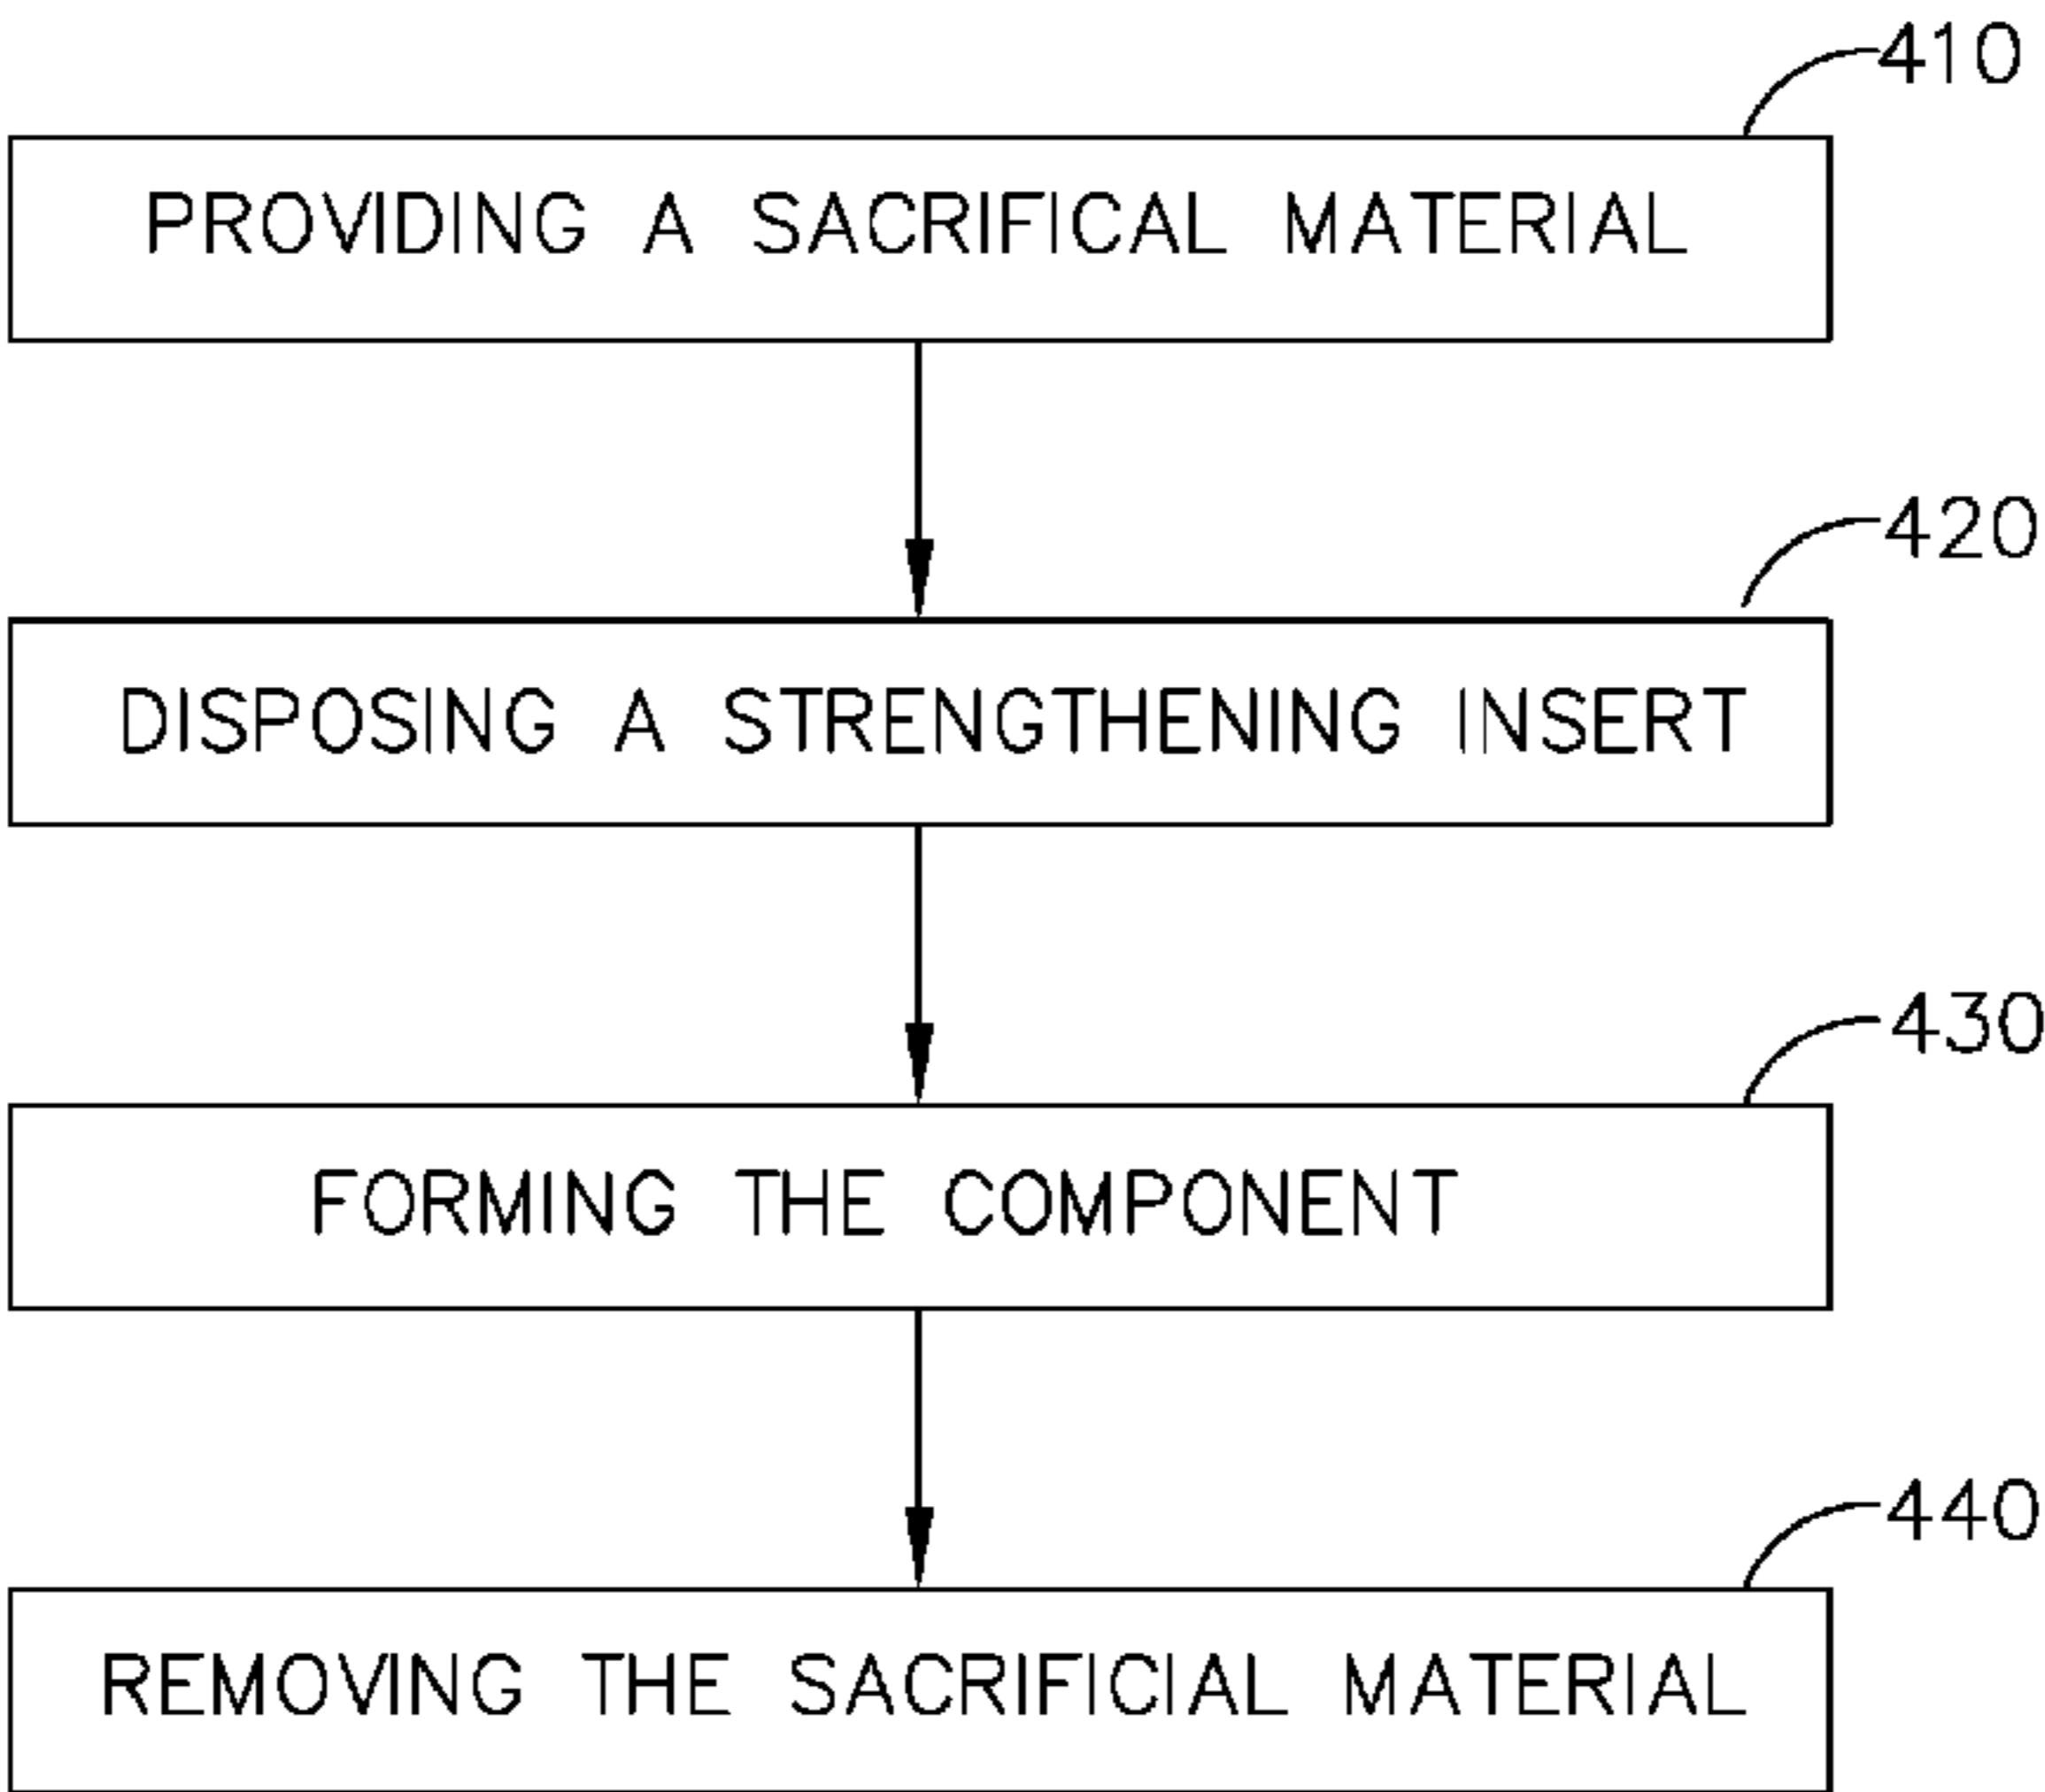 410
PROVIDING A SACRIFICAL MATERIAL
420
DISPOSING A STRENGTHENING INSERT
430
FORMING THE COMPONENT
440
REMOVING THE SACRIFICIAL MATERIAL